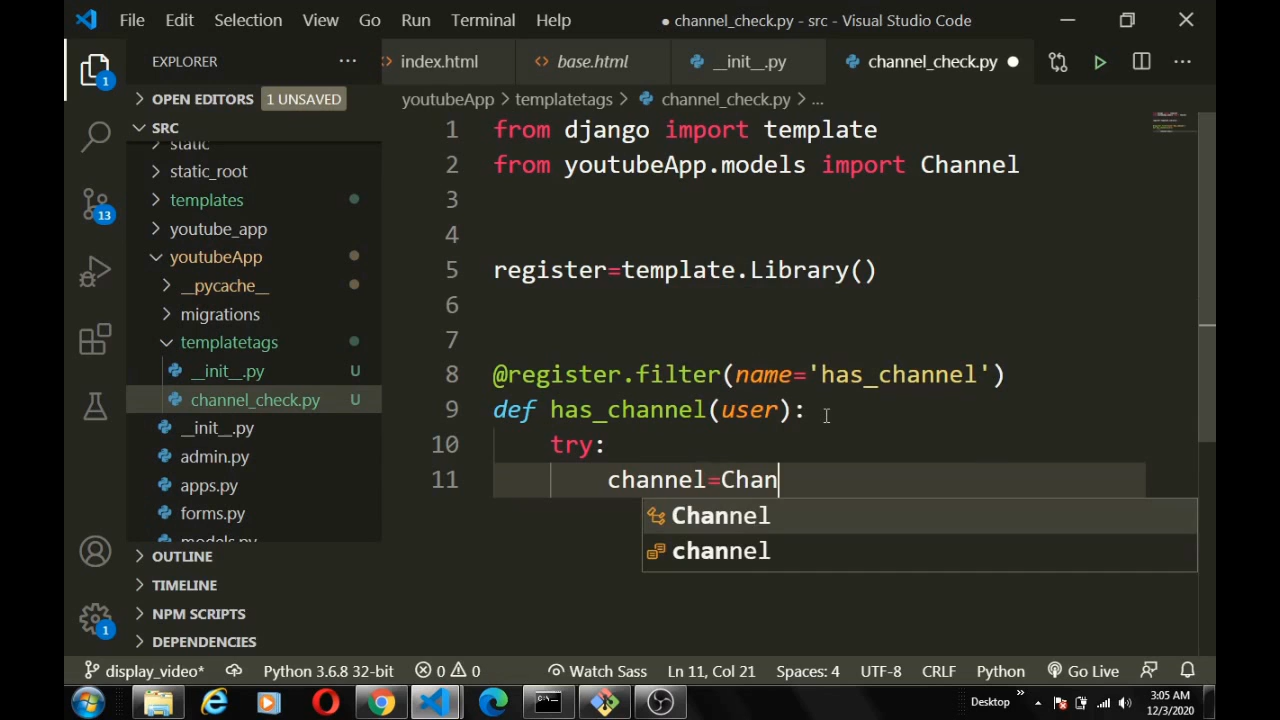 File Edit Selection View Go Run Terminal Help
● channel_check.py - src - Visual Studio Code
EXPLORER
index.html
base.html
__init__.py
channel_check.py
OPEN EDITORS 1 UNSAVED
youtubeApp > templatetags > channel_check.py > ...
SRC
static
static_root
templates
youtube_app
youtubeApp
__pycache__
migrations
templatetags
__init__.py U
channel_check.py U
__init__.py
admin.py
apps.py
forms.py
models.py
OUTLINE
TIMELINE
NPM SCRIPTS
DEPENDENCIES
1
13
1
1 from django import template
2 from youtubeApp.models import Channel
3
4
5 register=template.Library()
6
7
8 @register.filter(name='has_channel')
9 def has_channel(user):
10 try:
11 channel=Chan
Channel
channel
display_video* Python 3.6.8 32-bit 0 0 Watch Sass Ln 11, Col 21 Spaces: 4 UTF-8 CRLF Python Go Live
Desktop »
3:05 AM
12/3/2020